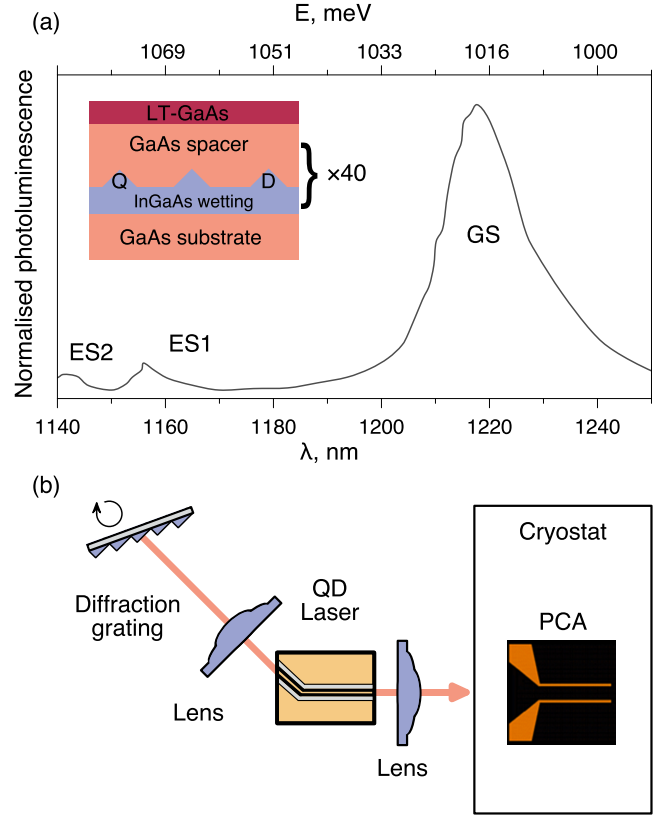 (a)
E, meV
1069 1051 1033 1016 1000
Normalised photoluminescence
LT-GaAs
GaAs spacer
Q D
InGaAs wetting
GaAs substrate
} ×40
GS
ES2
ES1
1140 1160 1180 1200 1220 1240
λ, nm
(b)
Cryostat
PCA
QD
Laser
Diffraction
grating
Lens
Lens